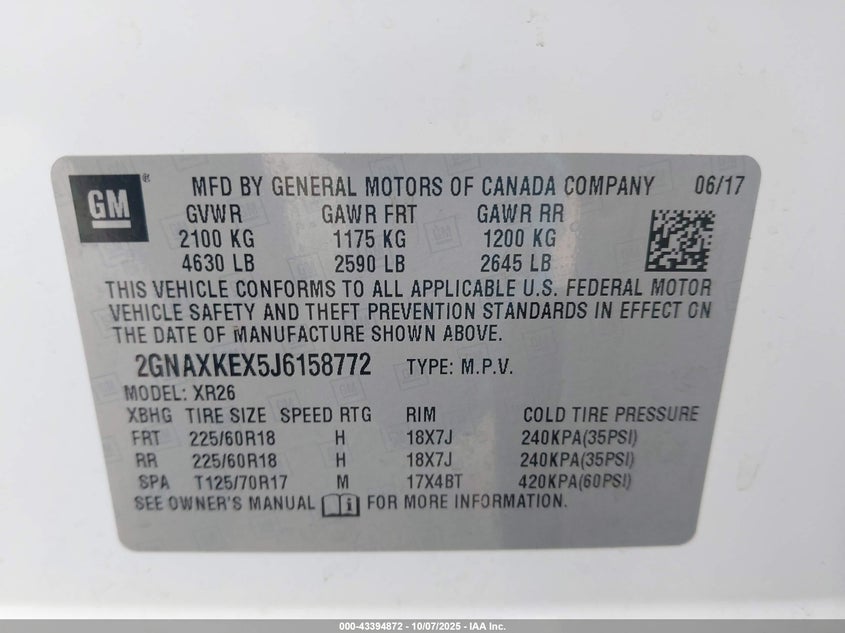 GM ® MFD BY GENERAL MOTORS OF CANADA COMPANY 06/17
GVWR GAWR FRT GAWR RR
2100 KG 1175 KG 1200 KG
4630 LB 2590 LB 2645 LB
THIS VEHICLE CONFORMS TO ALL APPLICABLE U.S. FEDERAL MOTOR
VEHICLE SAFETY AND THEFT PREVENTION STANDARDS IN EFFECT ON
THE DATE OF MANUFACTURE SHOWN ABOVE.
2GNAXKEX5J6158772 TYPE: M.P.V.
MODEL: XR26
XBHG TIRE SIZE SPEED RTG RIM COLD TIRE PRESSURE
FRT 225/60R18 H 18X7J 240KPA(35PSI)
RR 225/60R18 H 18X7J 240KPA(35PSI)
SPA T125/70R17 M 17X4BT 420KPA(60PSI)
SEE OWNER'S MANUAL i FOR MORE INFORMATION.
000-43394872 - 10/07/2025 - IAA Inc.